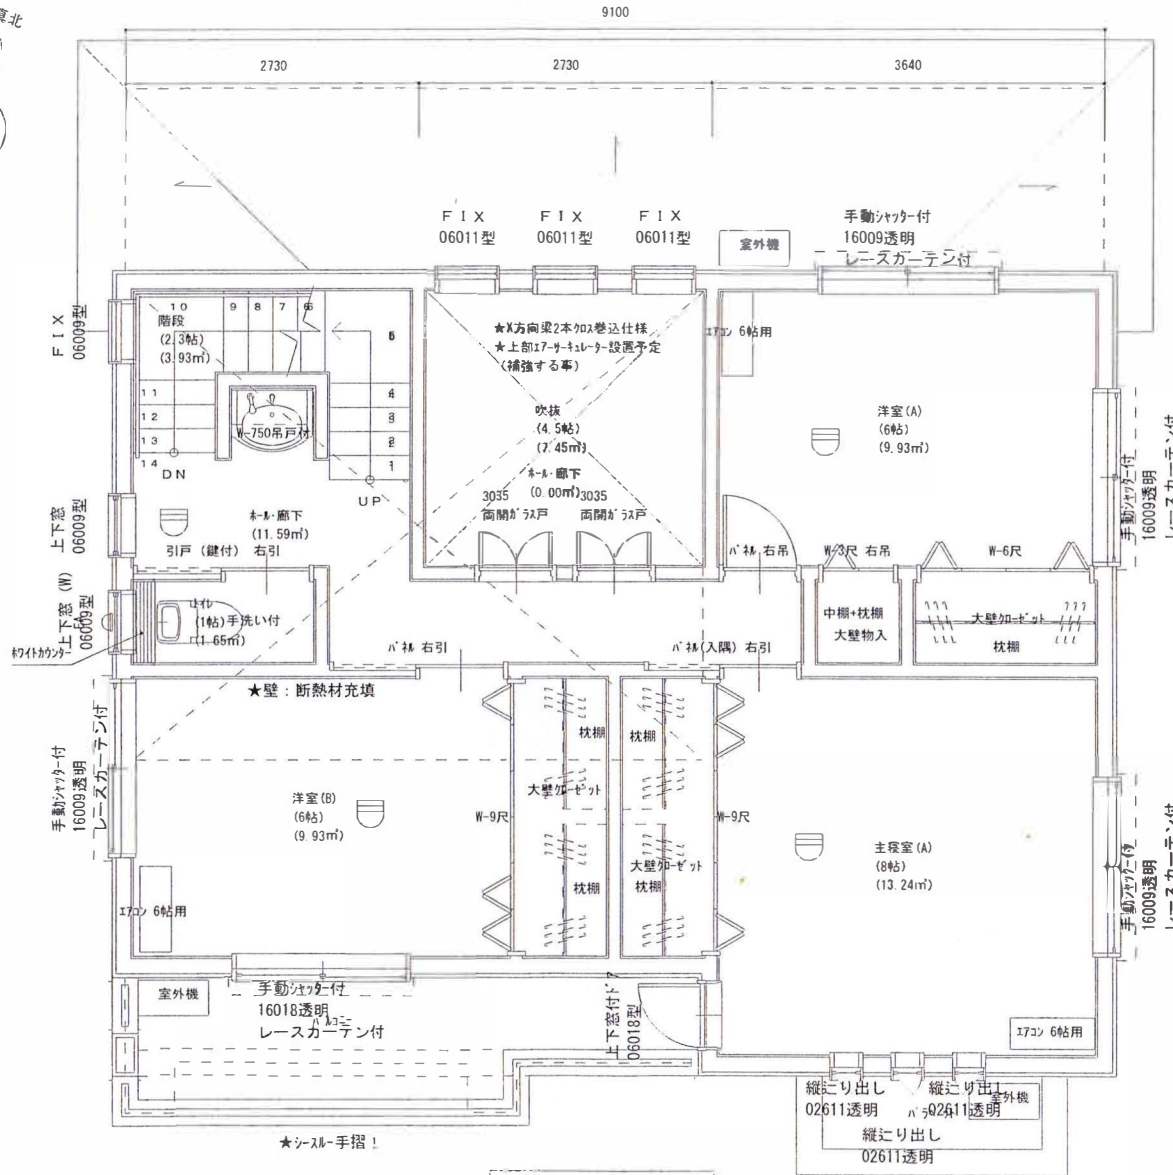 真北
9100
2730
2730
3640
FIX
06011型
FIX
06011型
FIX
06011型
室外機
手動シャッター付
16009透明
レースカーテン付
FIX
06009型
10
9
8
7
6
階段
(2.3帖)
(3.93㎡)
5
4
3
2
1
11
12
13
14
DN
UP
W-750吊戸付
★X方向梁2本クロス巻込仕様
★上部エアーサーキュレーター設置予定
(補強する事)
吹抜
(4.5帖)
(7.45㎡)
ホール・廊下
(0.00㎡)
3035
両開ガラス戸
3035
両開ガラス戸
エアコン 6帖用
洋室(A)
(6帖)
(9.93㎡)
手動シャッター付
16009透明
レースカーテン付
上下窓
06009型
ホール・廊下
(11.59㎡)
引戸(鍵付) 右引
パネル 右吊
W-3尺 右吊
W-6尺
上下窓(W)
06009型
トイレ
(1帖)手洗い付
(1.65㎡)
ホワイトカウンター
中棚+枕棚
大壁物入
大壁クローゼット
枕棚
パネル 右引
パネル(入隅) 右引
★壁：断熱材充填
手動シャッター付
16009透明
レースカーテン付
枕棚
枕棚
大壁クローゼット
W-9尺
W-9尺
洋室(B)
(6帖)
(9.93㎡)
主寝室(A)
(8帖)
(13.24㎡)
大壁クローゼット
枕棚
枕棚
手動シャッター付
16009透明
レースカーテン付
エアコン 6帖用
室外機
手動シャッター付
16018透明
バルコニー
レースカーテン付
上下窓付ドア
06018型
エアコン 6帖用
縦辷り出し
02611透明
縦辷り出し
02611透明
室外機
縦辷り出し
02611透明
★シースルー手摺！